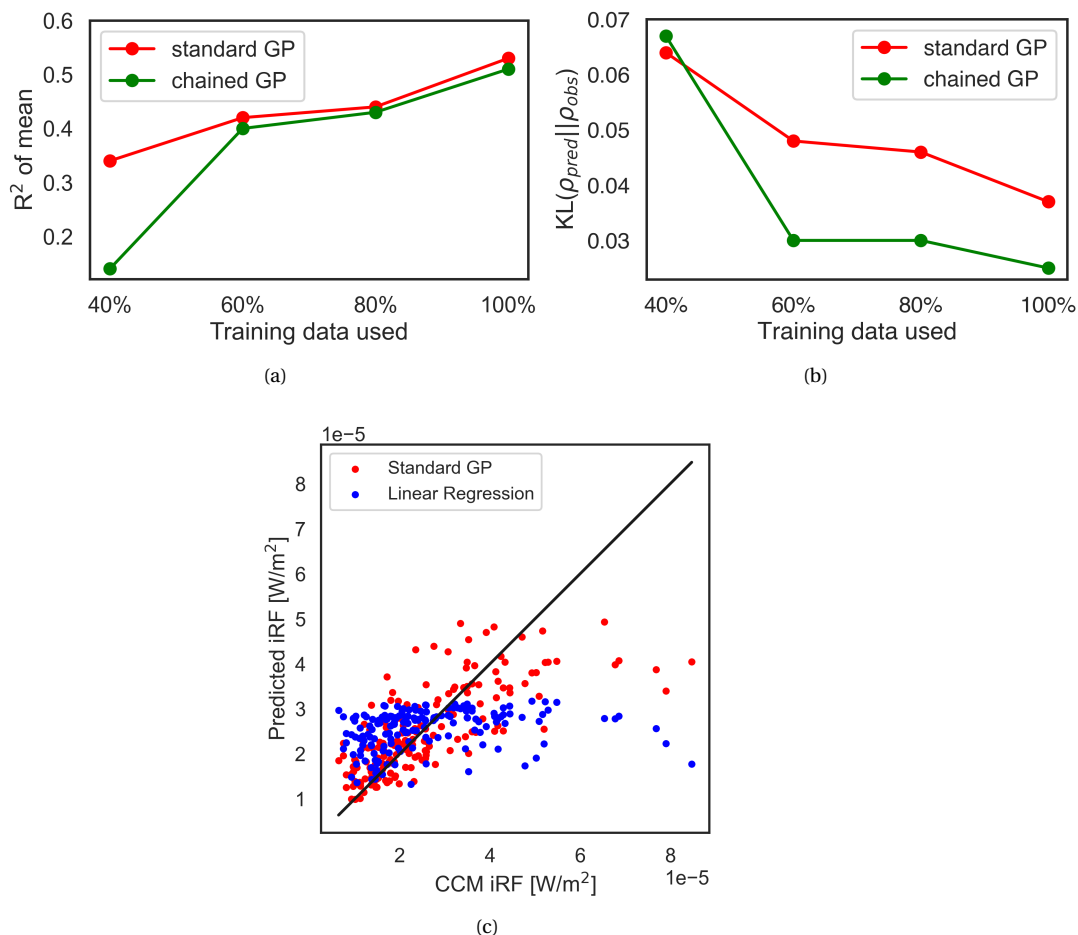 0.6
0.5
0.4
0.3
0.2
R² of mean
standard GP
chained GP
40% 60% 80% 100%
Training data used
(a)
0.07
0.06
0.05
0.04
0.03
KL(ρpred||ρobs)
standard GP
chained GP
40% 60% 80% 100%
Training data used
(b)
1e-5
8
7
6
5
4
3
2
1
Predicted iRF [W/m²]
Standard GP
Linear Regression
2 4 6 8
1e-5
CCM iRF [W/m²]
(c)